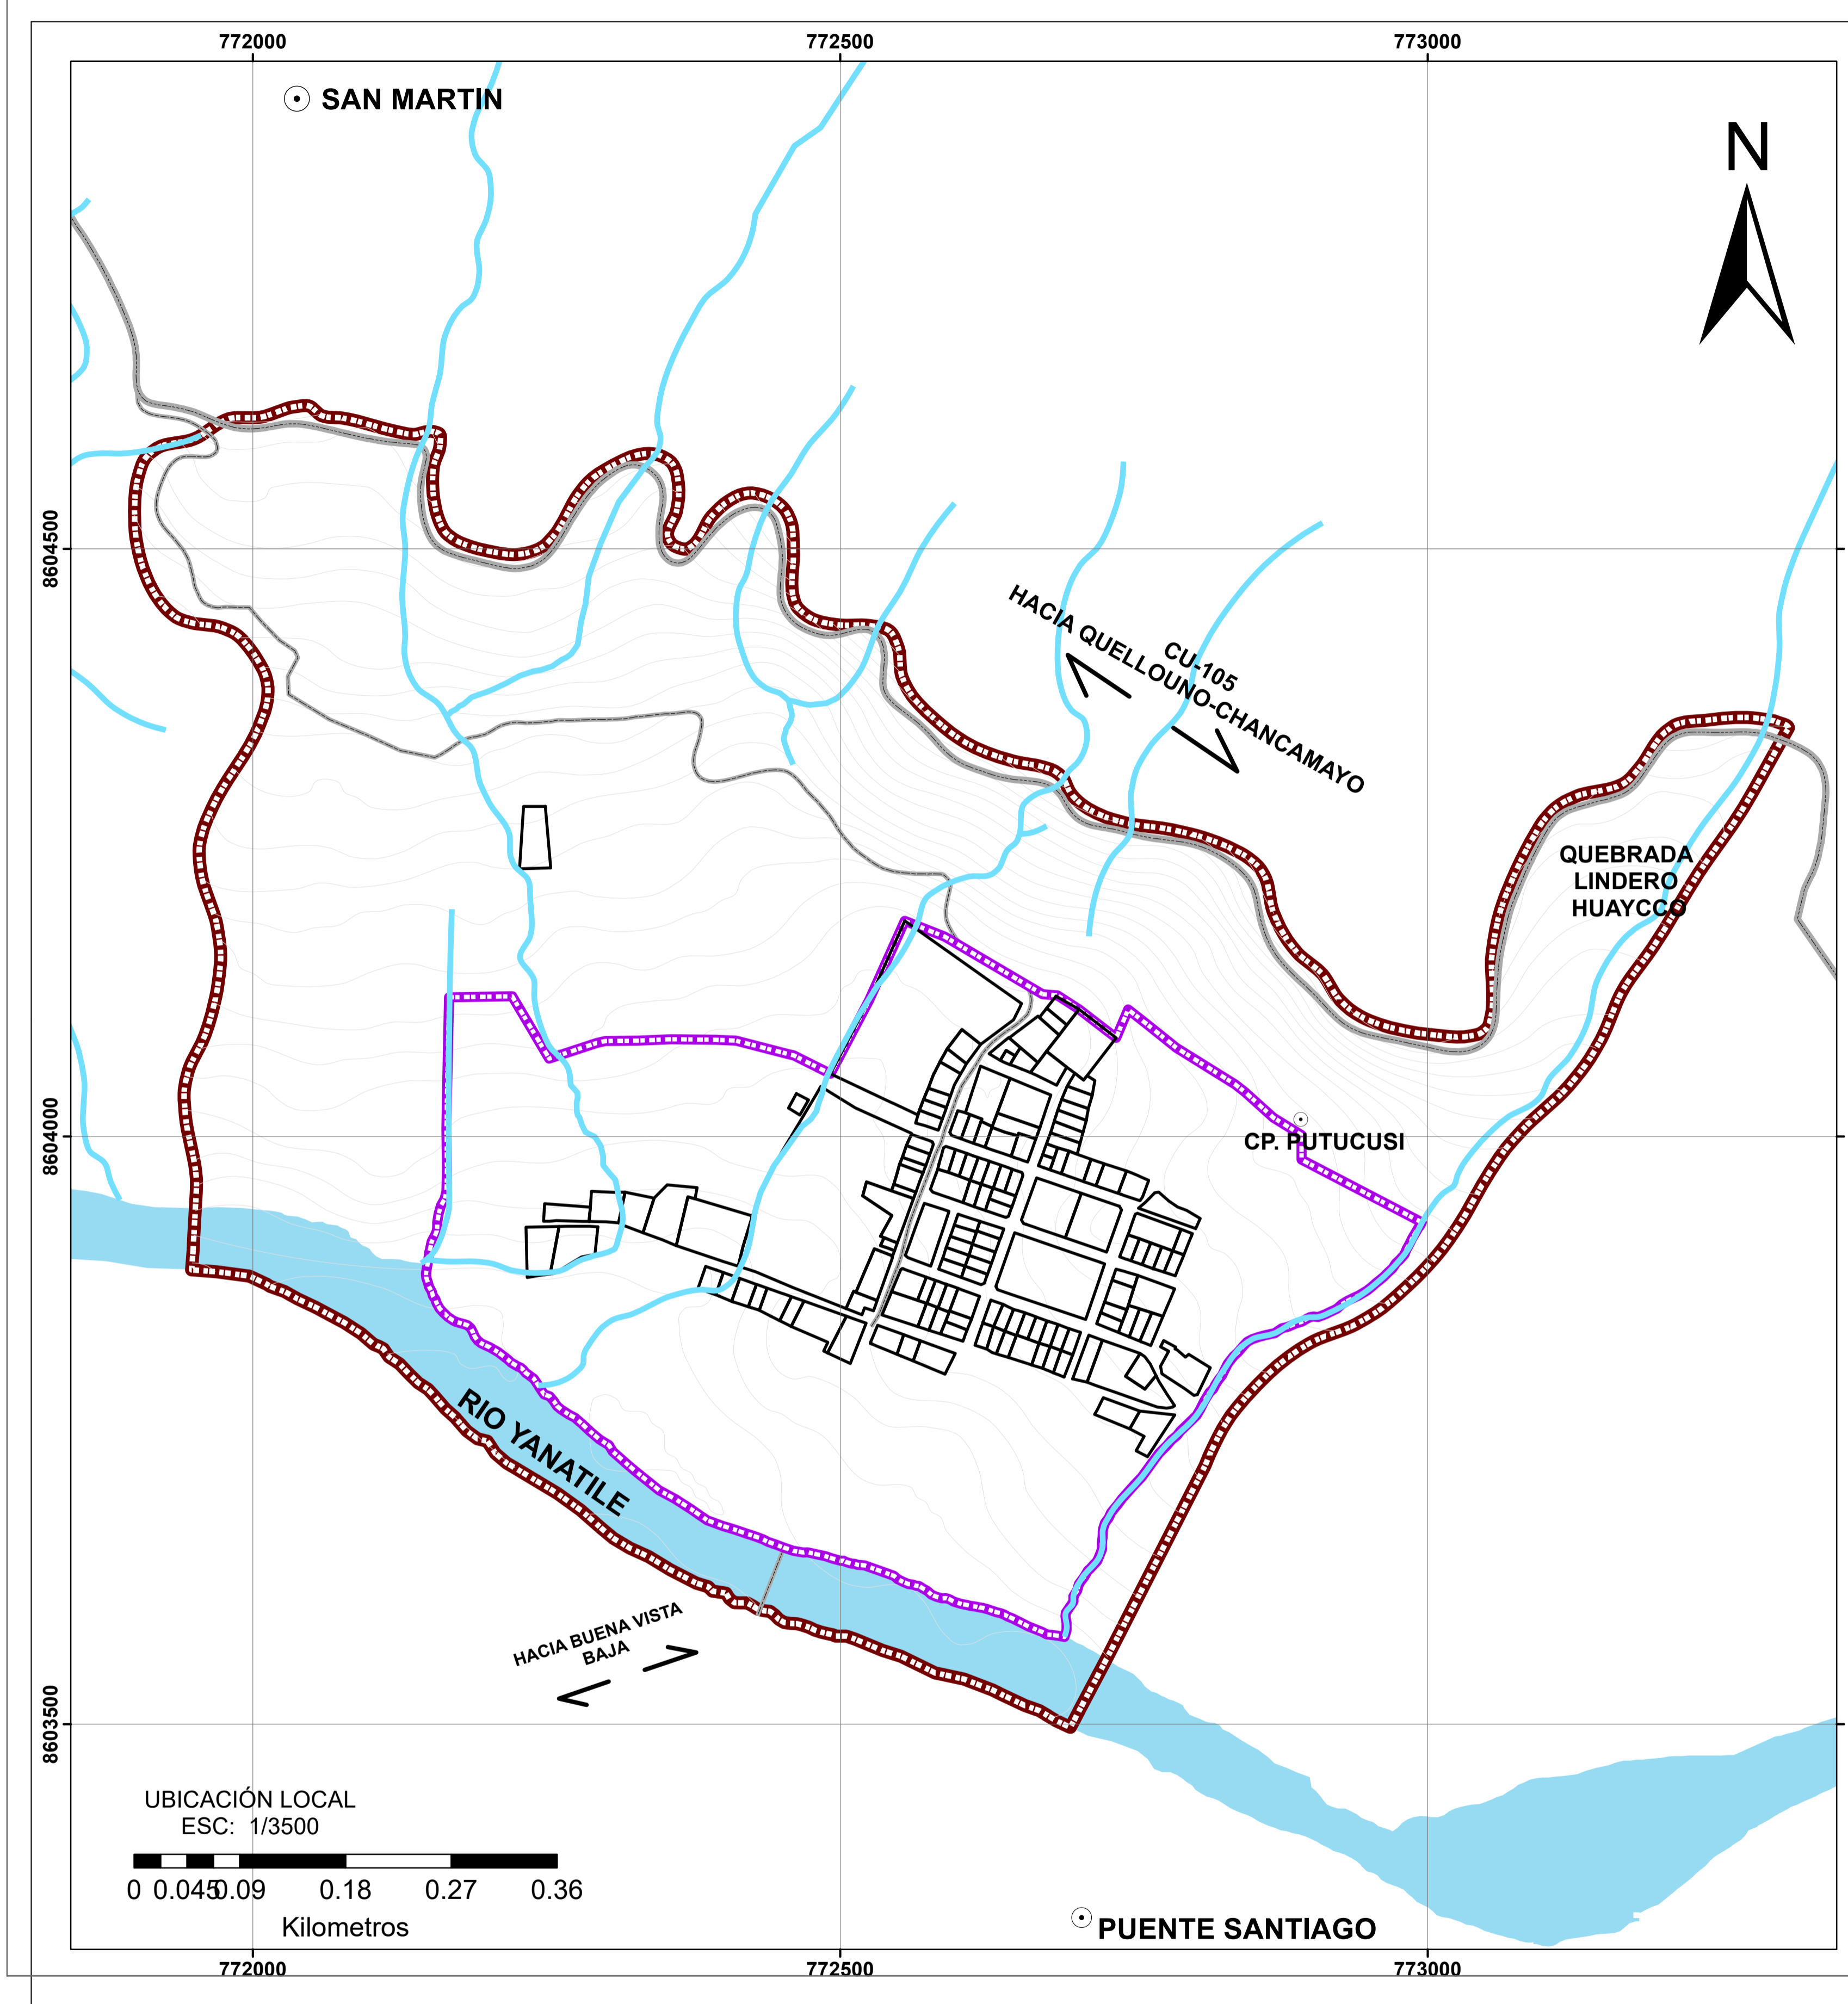 772000
772500
773000
SAN MARTIN
N
8604500
CU-105
HACIA QUELLOUNO-CHANCAMAYO
QUEBRADA
LINDERO
HUAYCCO
8604000
CP. PUTUCUSI
RIO YANATILE
HACIA BUENA VISTA
BAJA
8603500
UBICACIÓN LOCAL
ESC: 1/3500
0 0.045 0.09 0.18 0.27 0.36
Kilometros
PUENTE SANTIAGO
772000
772500
773000